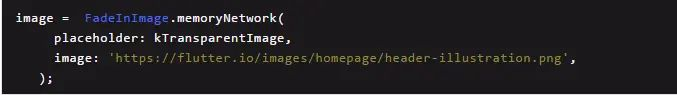 image =  FadeInImage.memoryNetwork(
placeholder: kTransparentImage,
image: 'https://flutter.io/images/homepage/header-illustration.png',
);